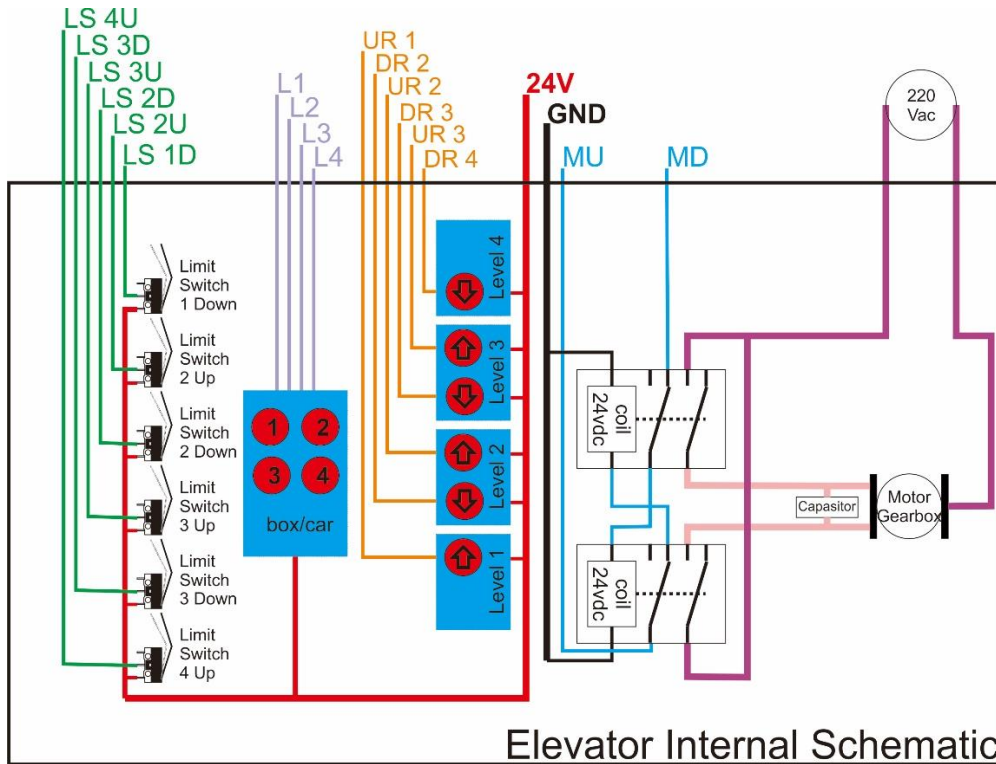 LS 4U
LS 3D
LS 3U
LS 2D
LS 2U
LS 1D
L1
L2
L3
L4
UR 1
DR 2
UR 2
DR 3
UR 3
DR 4
24V
GND
MU
MD
220
Vac
Limit
Switch
1 Down
Limit
Switch
2 Up
Limit
Switch
2 Down
Limit
Switch
3 Up
Limit
Switch
3 Down
Limit
Switch
4 Up
1
2
3
4
box/car
Level 4
Level 3
Level 2
Level 1
coil
24vdc
coil
24vdc
Capasitor
Motor
Gearbox
Elevator Internal Schematic